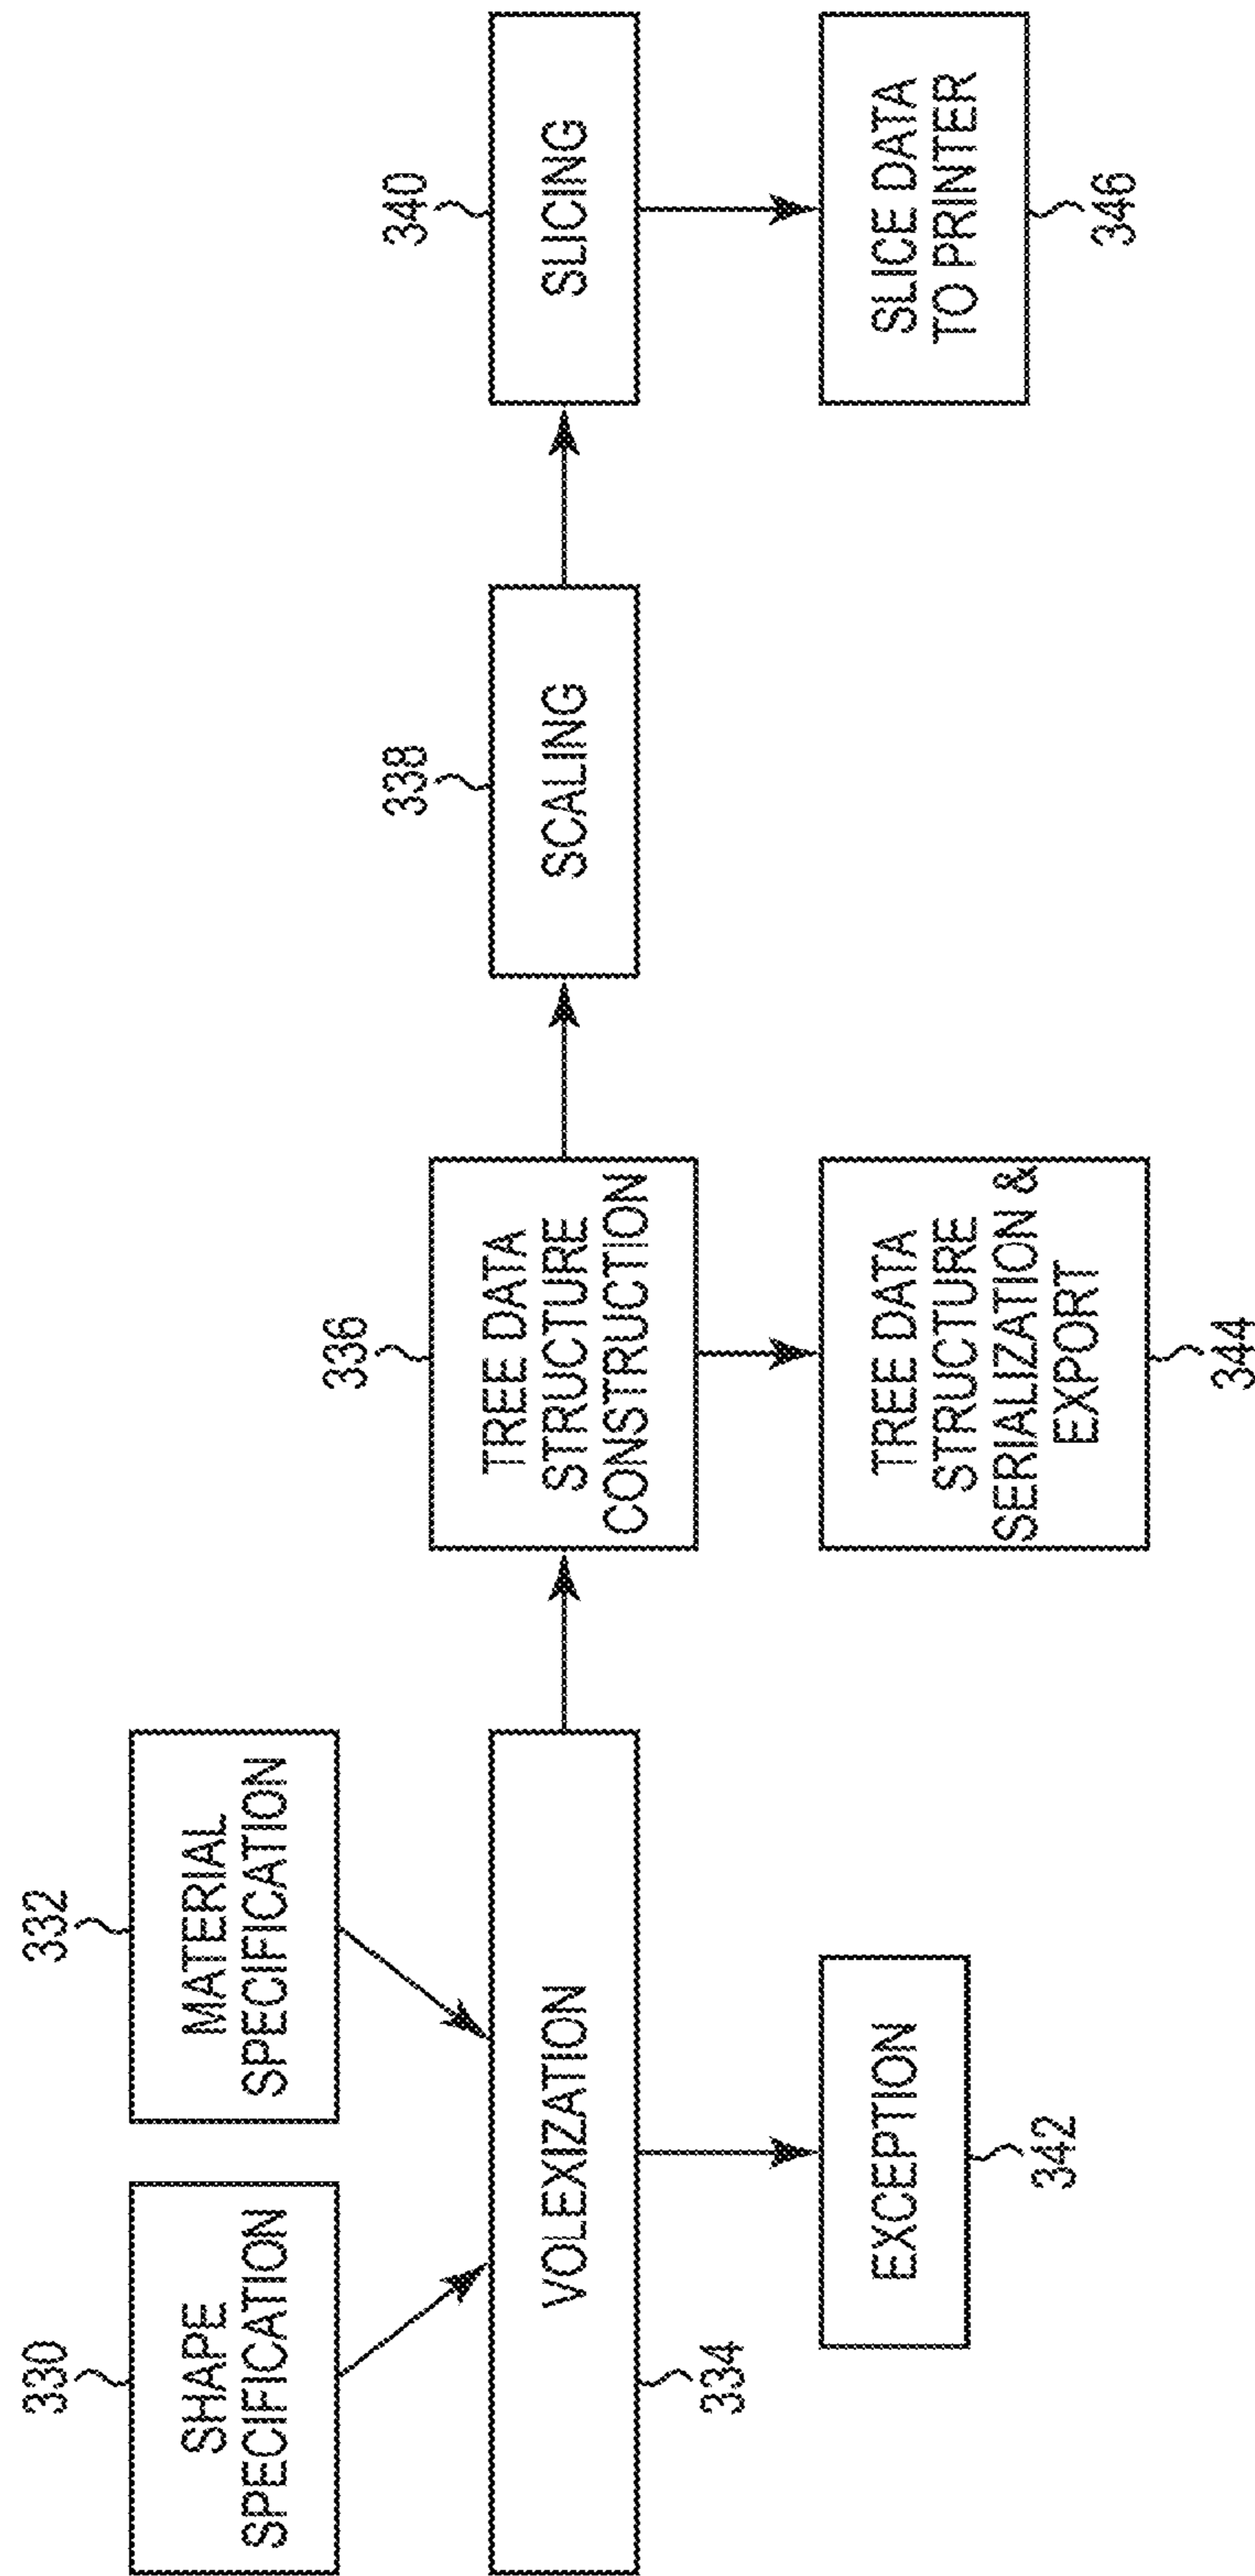 330
SHAPE
SPECIFICATION
332
MATERIAL
SPECIFICATION
VOLEXIZATION
334
EXCEPTION
342
336
TREE DATA
STRUCTURE
CONSTRUCTION
TREE DATA
STRUCTURE
SERIALIZATION &
EXPORT
344
338
SCALING
340
SLICING
SLICE DATA
TO PRINTER
346